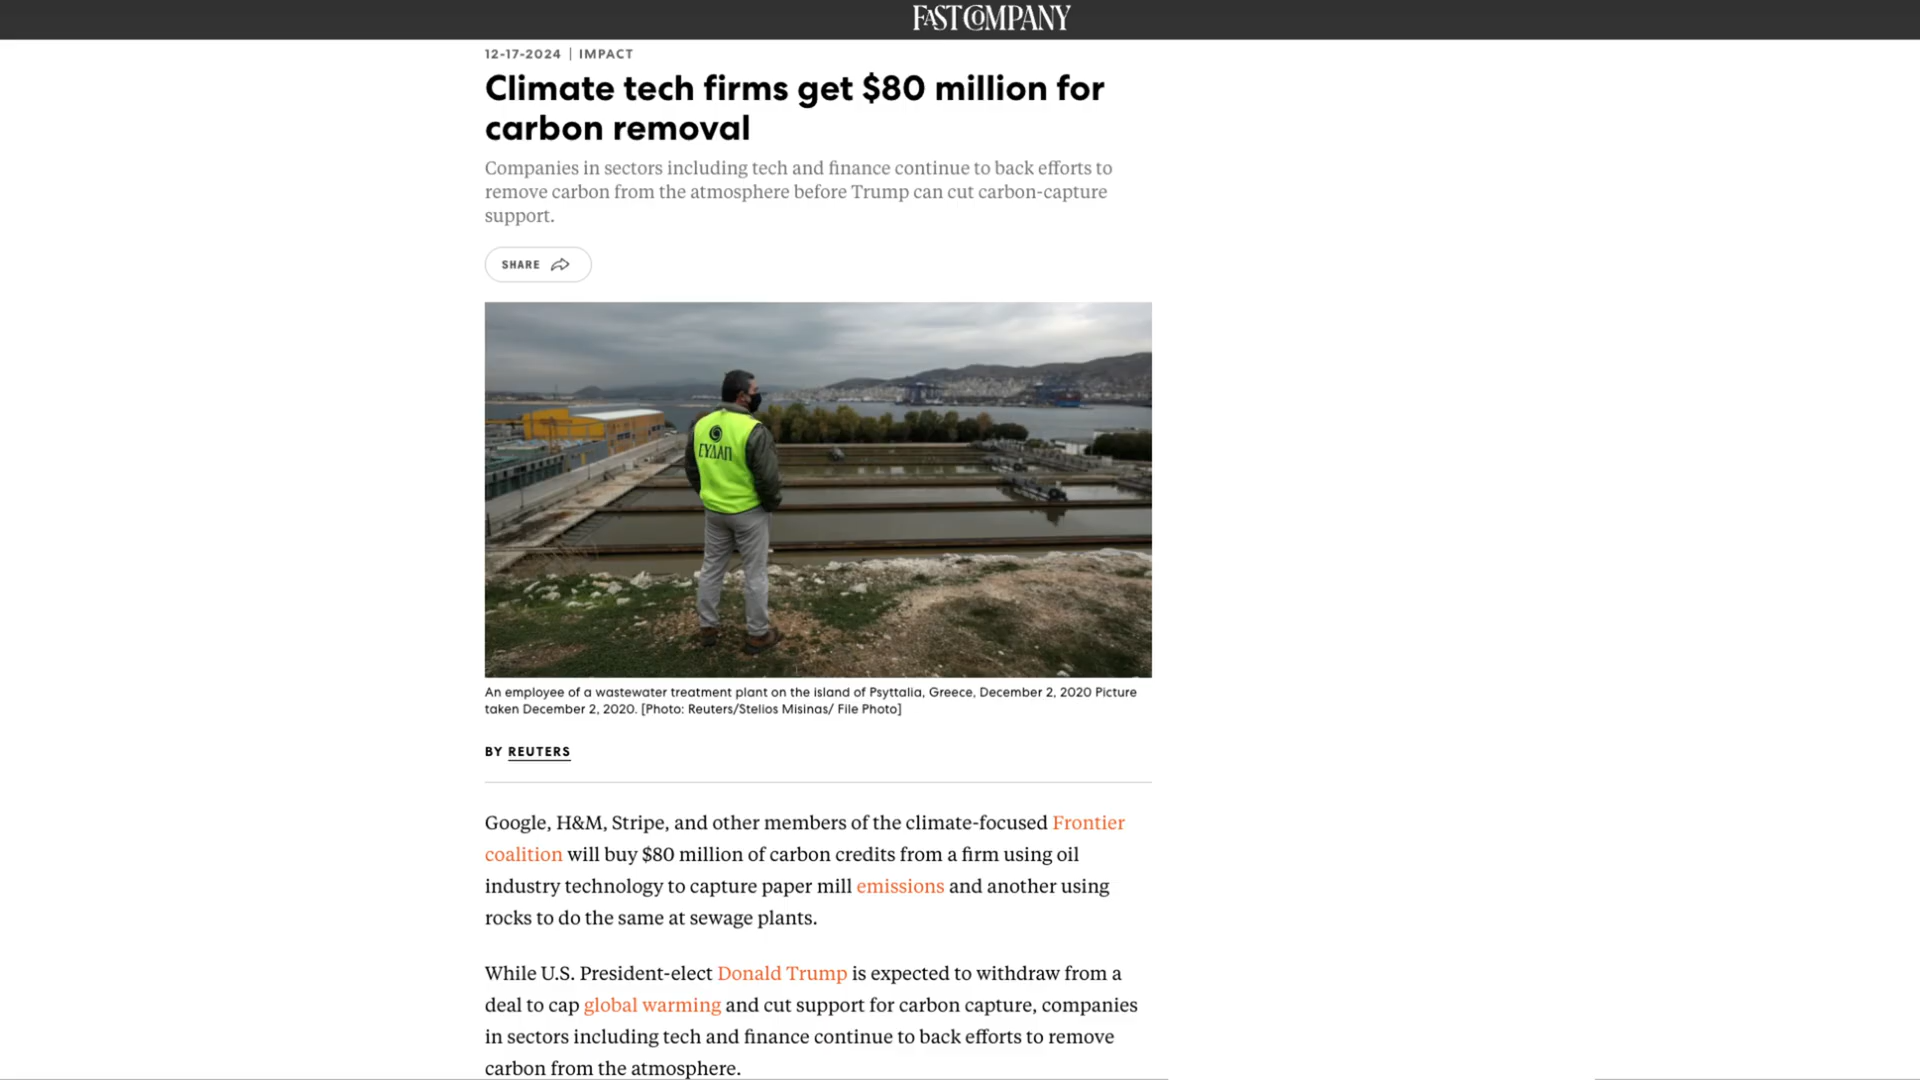 FAST COMPANY
12-17-2024 | IMPACT
Climate tech firms get $80 million for
carbon removal
Companies in sectors including tech and finance continue to back efforts to
remove carbon from the atmosphere before Trump can cut carbon-capture
support.
SHARE
ΕΥΔΑΠ
An employee of a wastewater treatment plant on the island of Psyttalia, Greece, December 2, 2020 Picture
taken December 2, 2020. [Photo: Reuters/Stelios Misinas/ File Photo]
BY REUTERS
Google, H&M, Stripe, and other members of the climate-focused Frontier
coalition will buy $80 million of carbon credits from a firm using oil
industry technology to capture paper mill emissions and another using
rocks to do the same at sewage plants.
While U.S. President-elect Donald Trump is expected to withdraw from a
deal to cap global warming and cut support for carbon capture, companies
in sectors including tech and finance continue to back efforts to remove
carbon from the atmosphere.